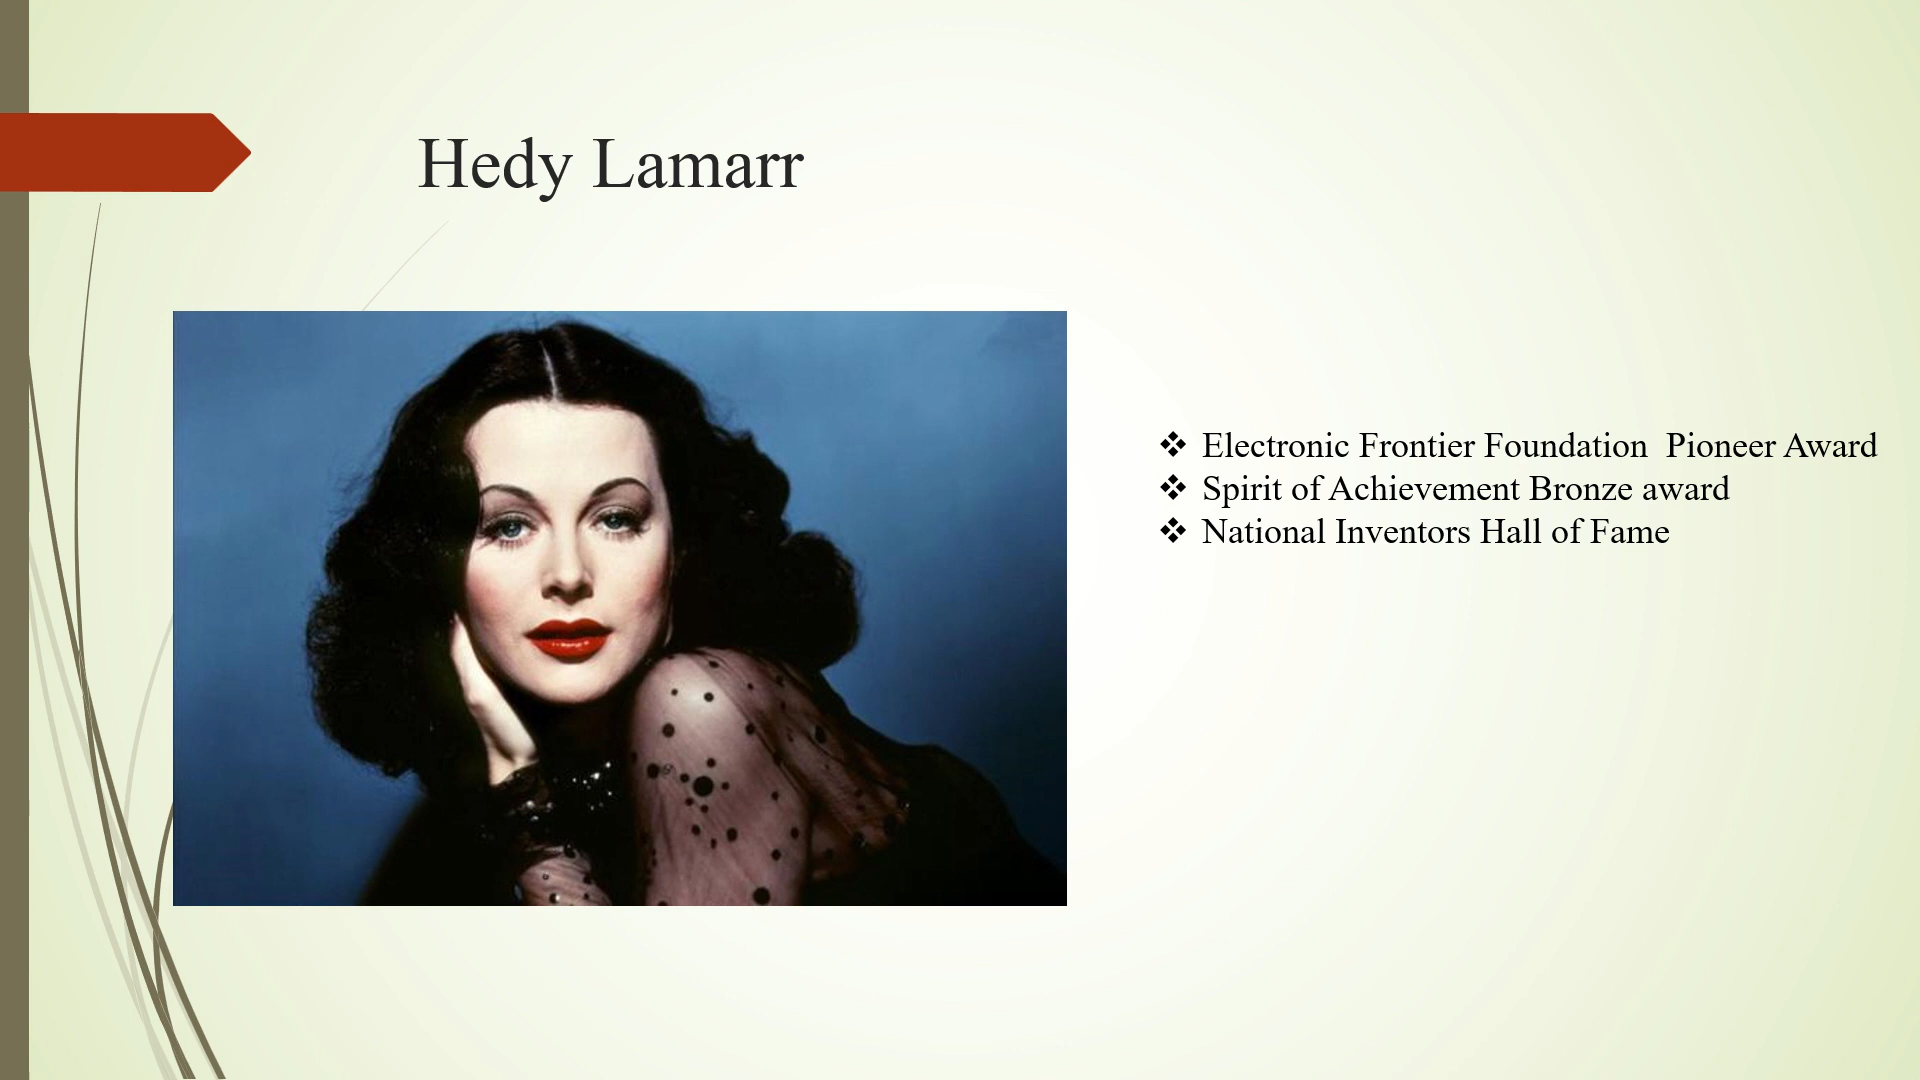 Hedy Lamarr
❖ Electronic Frontier Foundation  Pioneer Award
❖ Spirit of Achievement Bronze award
❖ National Inventors Hall of Fame